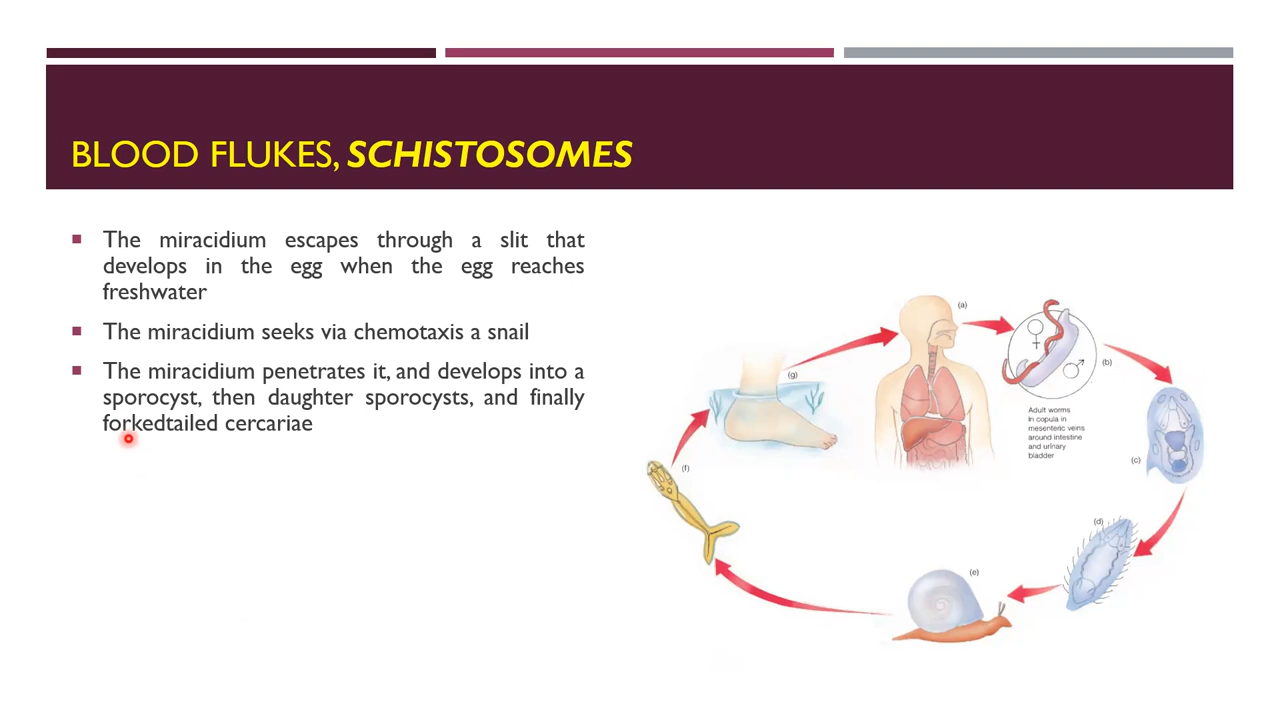 BLOOD FLUKES, SCHISTOSOMES
The miracidium escapes through a slit that
develops in the egg when the egg reaches
freshwater
The miracidium seeks via chemotaxis a snail
The miracidium penetrates it, and develops into a
sporocyst, then daughter sporocysts, and finally
forkedtailed cercariae
(a)
(b)
Adult worms
in copula in
mesenteric veins
around intestine
and urinary
bladder
(c)
(d)
(e)
(f)
(g)